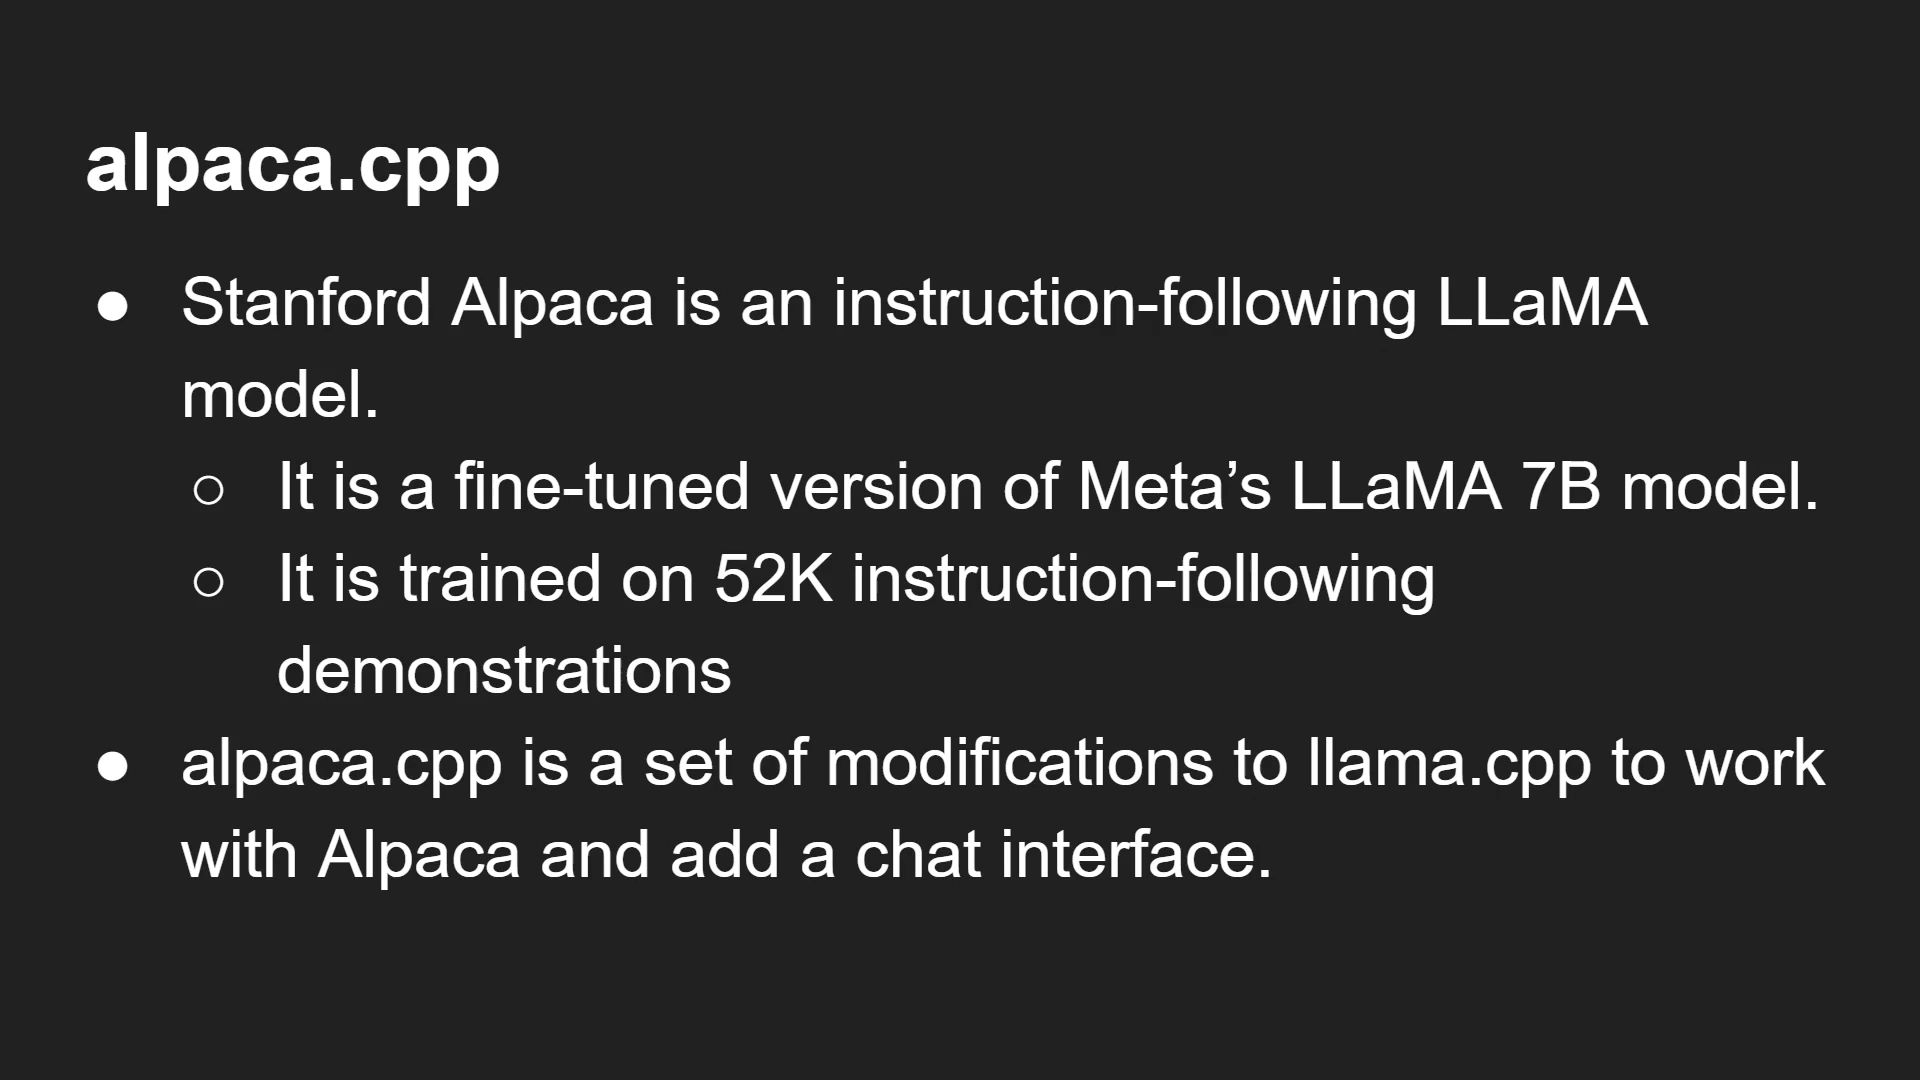 alpaca.cpp
● Stanford Alpaca is an instruction-following LLaMA
model.
○ It is a fine-tuned version of Meta’s LLaMA 7B model.
○ It is trained on 52K instruction-following
demonstrations
● alpaca.cpp is a set of modifications to llama.cpp to work
with Alpaca and add a chat interface.